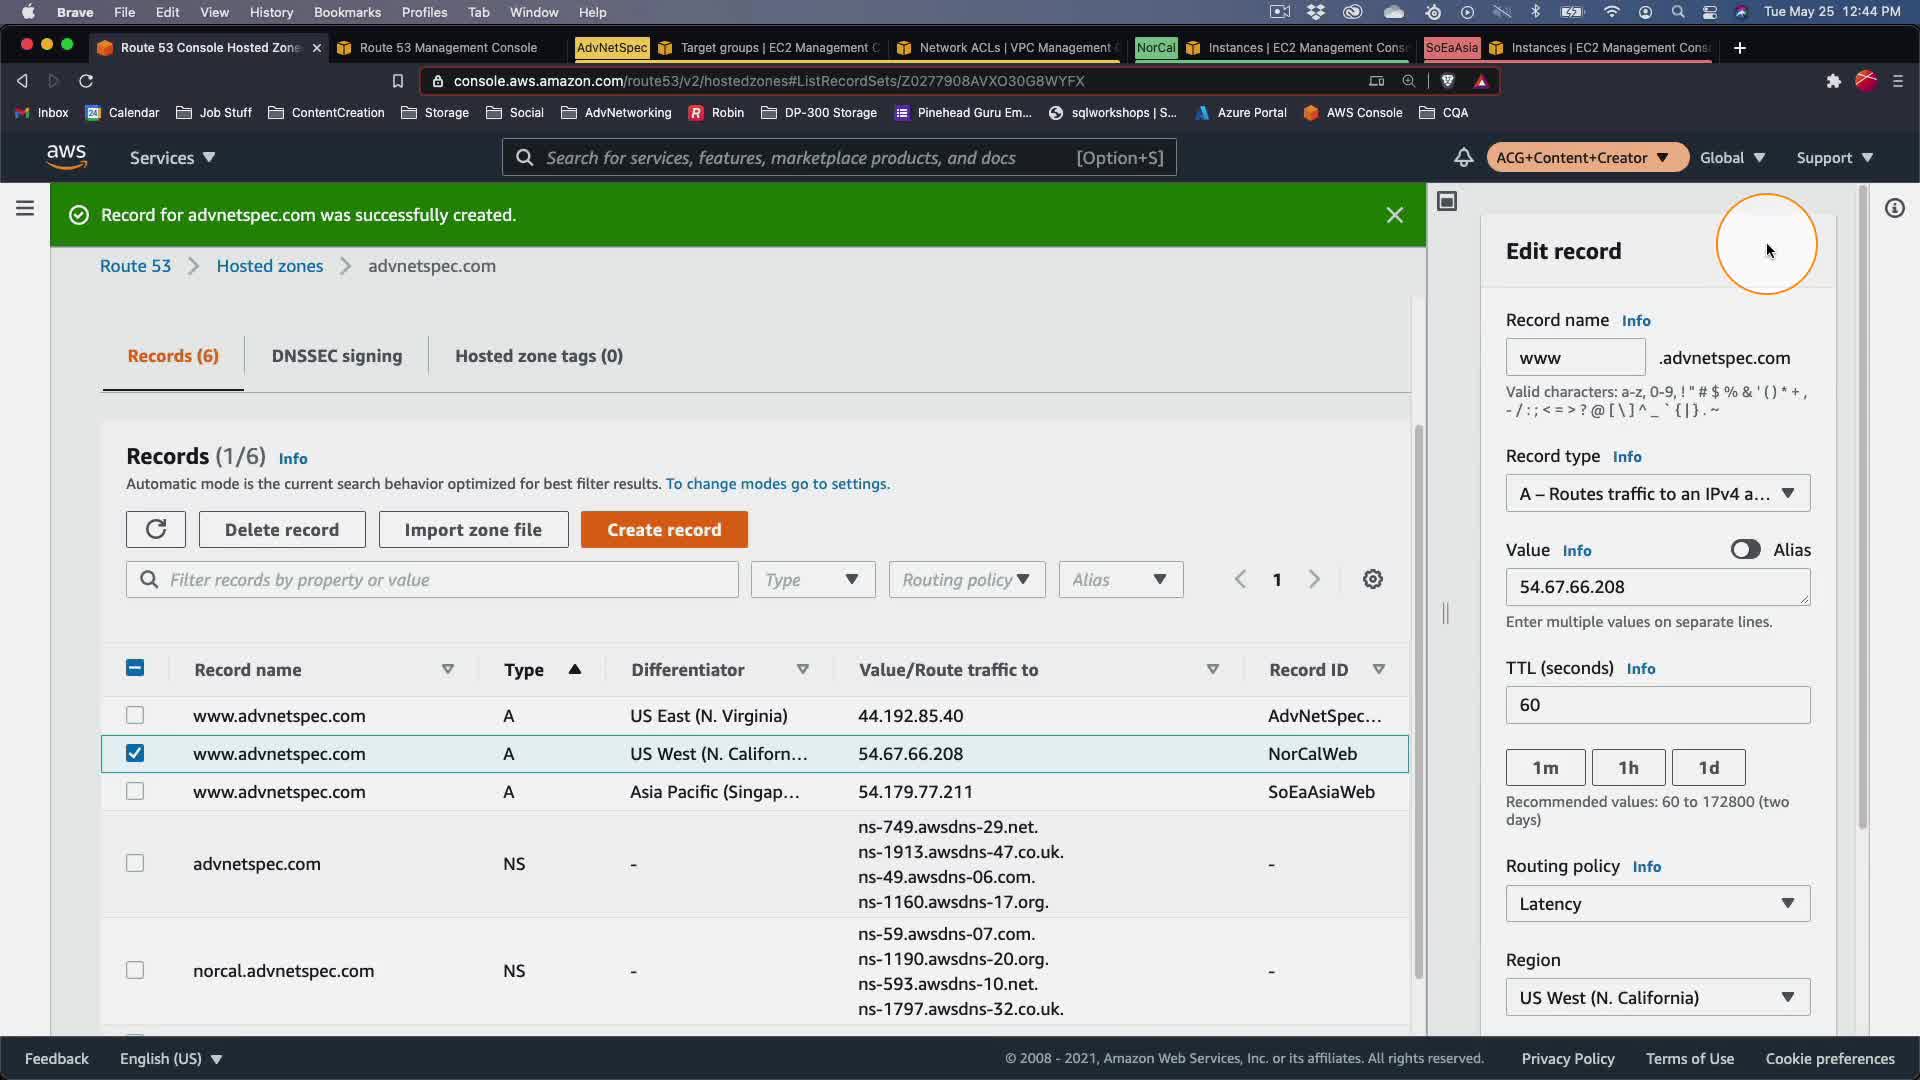 Brave File Edit View History Bookmarks Profiles Tab Window Help Tue May 25 12:44 PM
Route 53 Console Hosted Zone Route 53 Management Console AdvNetSpec Target groups | EC2 Management C Network ACLs | VPC Management NorCal Instances | EC2 Management Cons SoEaAsia Instances | EC2 Management Cons
console.aws.amazon.com/route53/v2/hostedzones#ListRecordSets/Z0277908AVXO30G8WYFX
Inbox Calendar Job Stuff ContentCreation Storage Social AdvNetworking Robin DP-300 Storage Pinehead Guru Em... sqlworkshops | S... Azure Portal AWS Console CQA
aws Services Search for services, features, marketplace products, and docs [Option+S] ACG+Content+Creator Global Support
Record for advnetspec.com was successfully created.
Route 53 Hosted zones advnetspec.com
Records (6) DNSSEC signing Hosted zone tags (0)
Records (1/6) Info
Automatic mode is the current search behavior optimized for best filter results. To change modes go to settings.
Delete record Import zone file Create record
Filter records by property or value Type Routing policy Alias 1
Record name Type Differentiator Value/Route traffic to Record ID
www.advnetspec.com A US East (N. Virginia) 44.192.85.40 AdvNetSpec...
www.advnetspec.com A US West (N. Californ... 54.67.66.208 NorCalWeb
www.advnetspec.com A Asia Pacific (Singap... 54.179.77.211 SoEaAsiaWeb
ns-749.awsdns-29.net.
ns-1913.awsdns-47.co.uk.
advnetspec.com NS - -
ns-49.awsdns-06.com.
ns-1160.awsdns-17.org.
ns-59.awsdns-07.com.
ns-1190.awsdns-20.org.
norcal.advnetspec.com NS - -
ns-593.awsdns-10.net.
ns-1797.awsdns-32.co.uk.
Edit record
Record name Info
www .advnetspec.com
Valid characters: a-z, 0-9, ! " # $ % & ' ( ) * + ,
- / : ; < = > ? @ [ \ ] ^ _ ` { | } . ~
Record type Info
A – Routes traffic to an IPv4 a...
Value Info Alias
54.67.66.208
Enter multiple values on separate lines.
TTL (seconds) Info
60
1m 1h 1d
Recommended values: 60 to 172800 (two
days)
Routing policy Info
Latency
Region
US West (N. California)
Feedback English (US) © 2008 - 2021, Amazon Web Services, Inc. or its affiliates. All rights reserved. Privacy Policy Terms of Use Cookie preferences